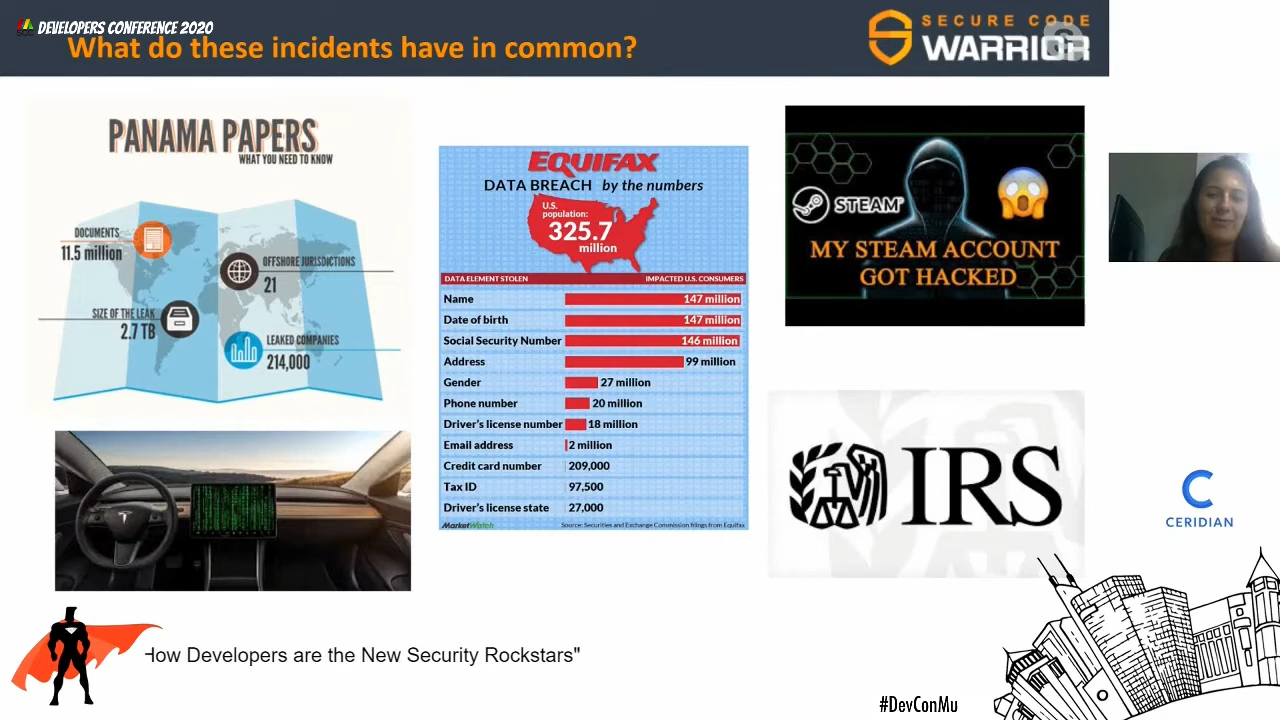 DEVELOPERS CONFERENCE 2020
What do these incidents have in common?
SECURE CODE
WARRIOR
PANAMA PAPERS
WHAT YOU NEED TO KNOW
DOCUMENTS
11.5 million
OFFSHORE JURISDICTIONS
21
SIZE OF THE LEAK
2.7 TB
LEAKED COMPANIES
214,000
EQUIFAX
DATA BREACH by the numbers
U.S.
population:
325.7
million
DATA ELEMENT STOLEN IMPACTED U.S. CONSUMERS
Name 147 million
Date of birth 147 million
Social Security Number 146 million
Address 99 million
Gender 27 million
Phone number 20 million
Driver's license number 18 million
Email address 2 million
Credit card number 209,000
Tax ID 97,500
Driver's license state 27,000
MarketWatch Source: Securities and Exchange Commission filings from Equifax
STEAM
MY STEAM ACCOUNT
GOT HACKED
IRS
CERIDIAN
How Developers are the New Security Rockstars"
#DevConMu